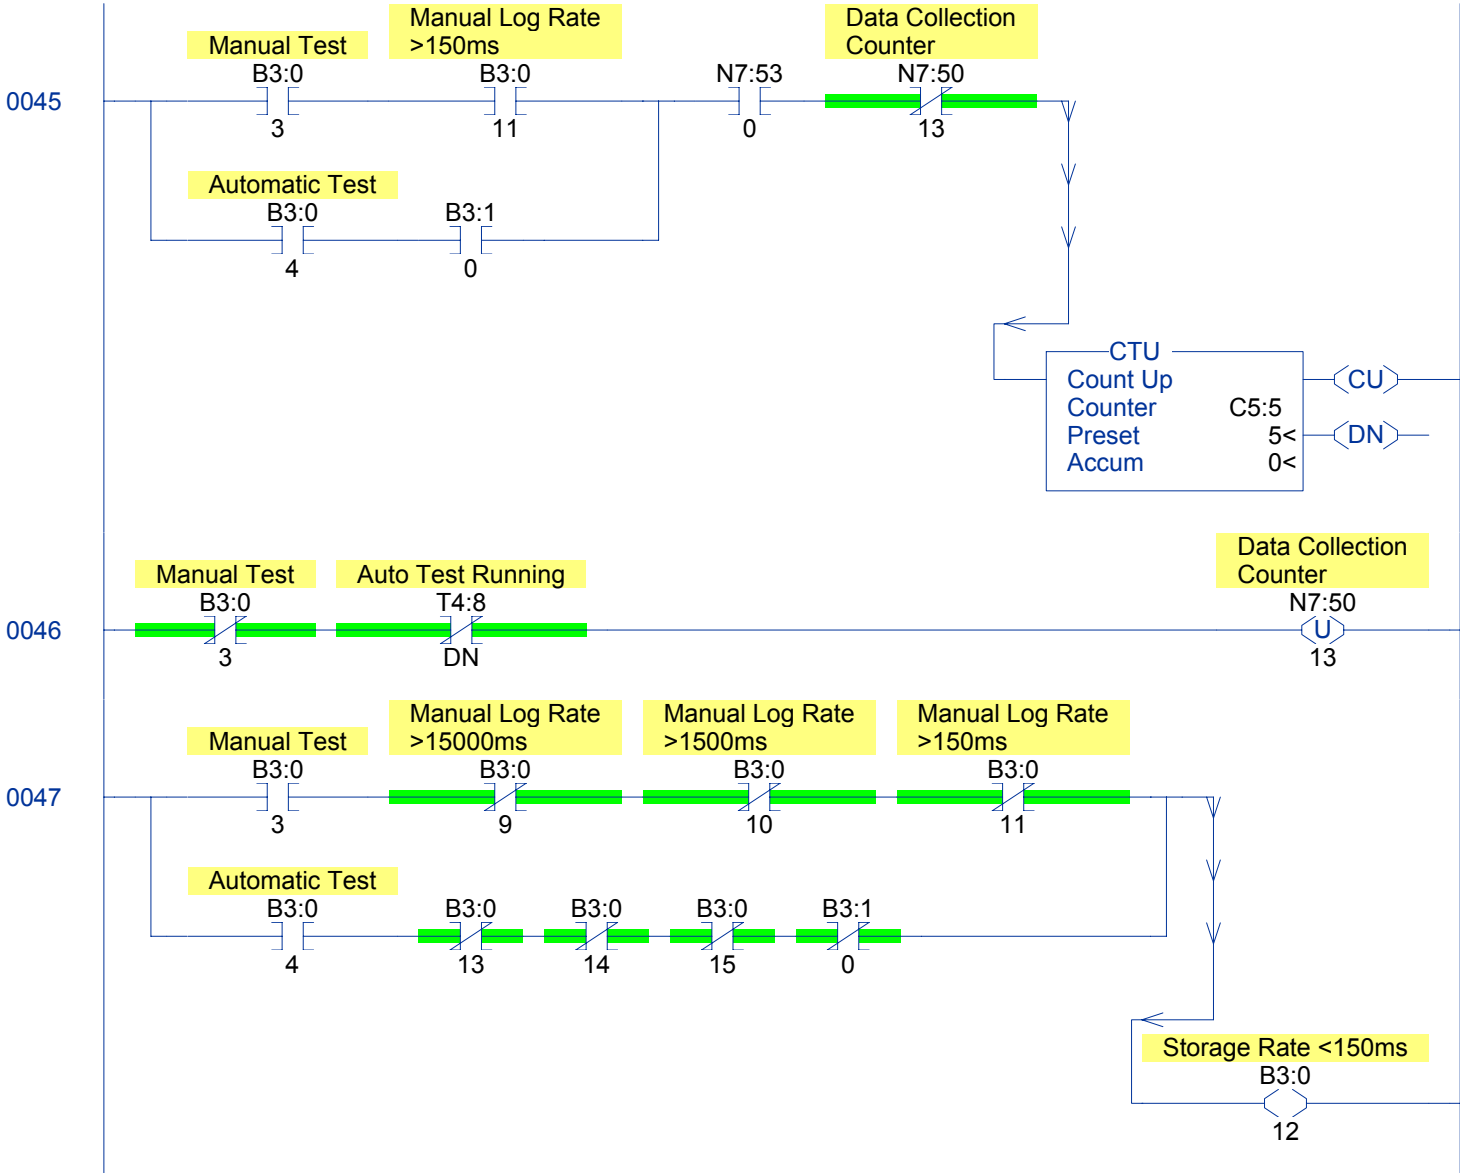 Manual Test
Manual Log Rate
>150ms
Data Collection
Counter
B3:0
B3:0
N7:53
N7:50
0045
3
11
0
13
Automatic Test
B3:0
B3:1
4
0
CTU
Count Up
Counter C5:5
Preset 5<
Accum 0<
CU
DN
Data Collection
Counter
Manual Test
Auto Test Running
B3:0
T4:8
N7:50
0046
U
3
DN
13
Manual Test
Manual Log Rate
>15000ms
Manual Log Rate
>1500ms
Manual Log Rate
>150ms
B3:0
B3:0
B3:0
B3:0
0047
3
9
10
11
Automatic Test
B3:0
B3:0
B3:0
B3:0
B3:1
4
13
14
15
0
Storage Rate <150ms
B3:0
12